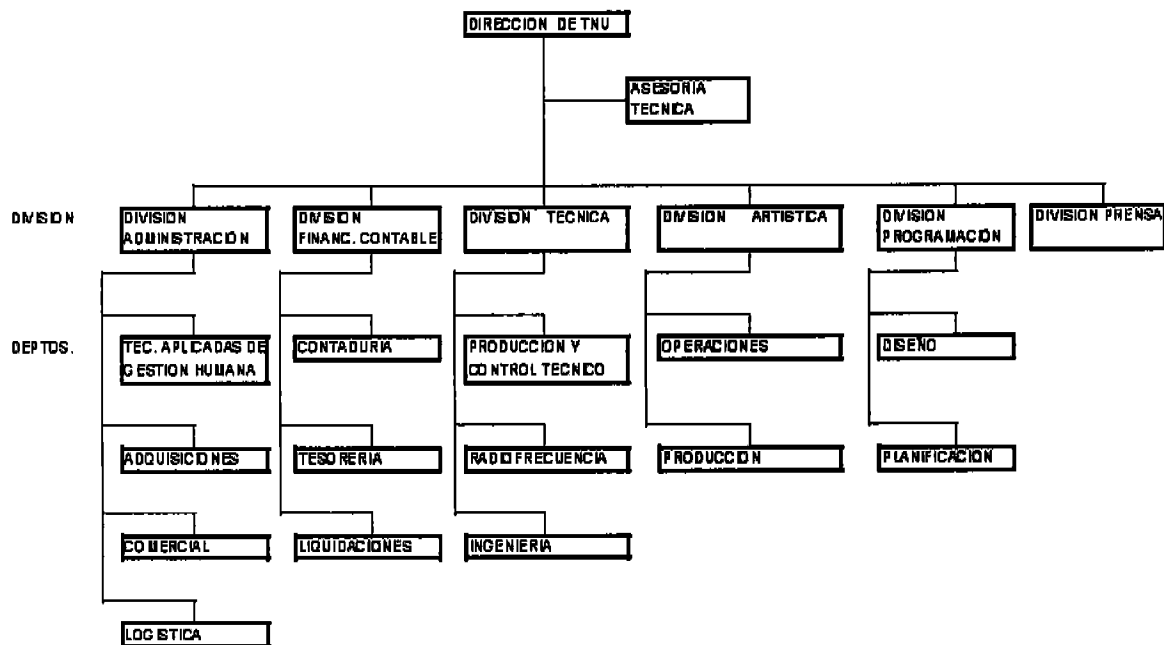 DIRECCION DE TNU
ASESORIA
TECNICA
DIVISION
DIVISION
ADMINISTRACIÓN
DIVISION
FINANC. CONTABLE
DIVISION TECNICA
DIVISION ARTISTICA
DIVISION
PROGRAMACIÓN
DIVISION PRENSA
DEPTOS.
TEC. APLICADAS DE
GESTION HUMANA
CONTADURIA
PRODUCCION Y
CONTROL TECNICO
OPERACIONES
DISEÑO
ADQUISICIONES
TESORERIA
RADIOFRECUENCIA
PRODUCCION
PLANIFICACION
COMERCIAL
LIQUIDACIONES
INGENIERIA
LOGISTICA